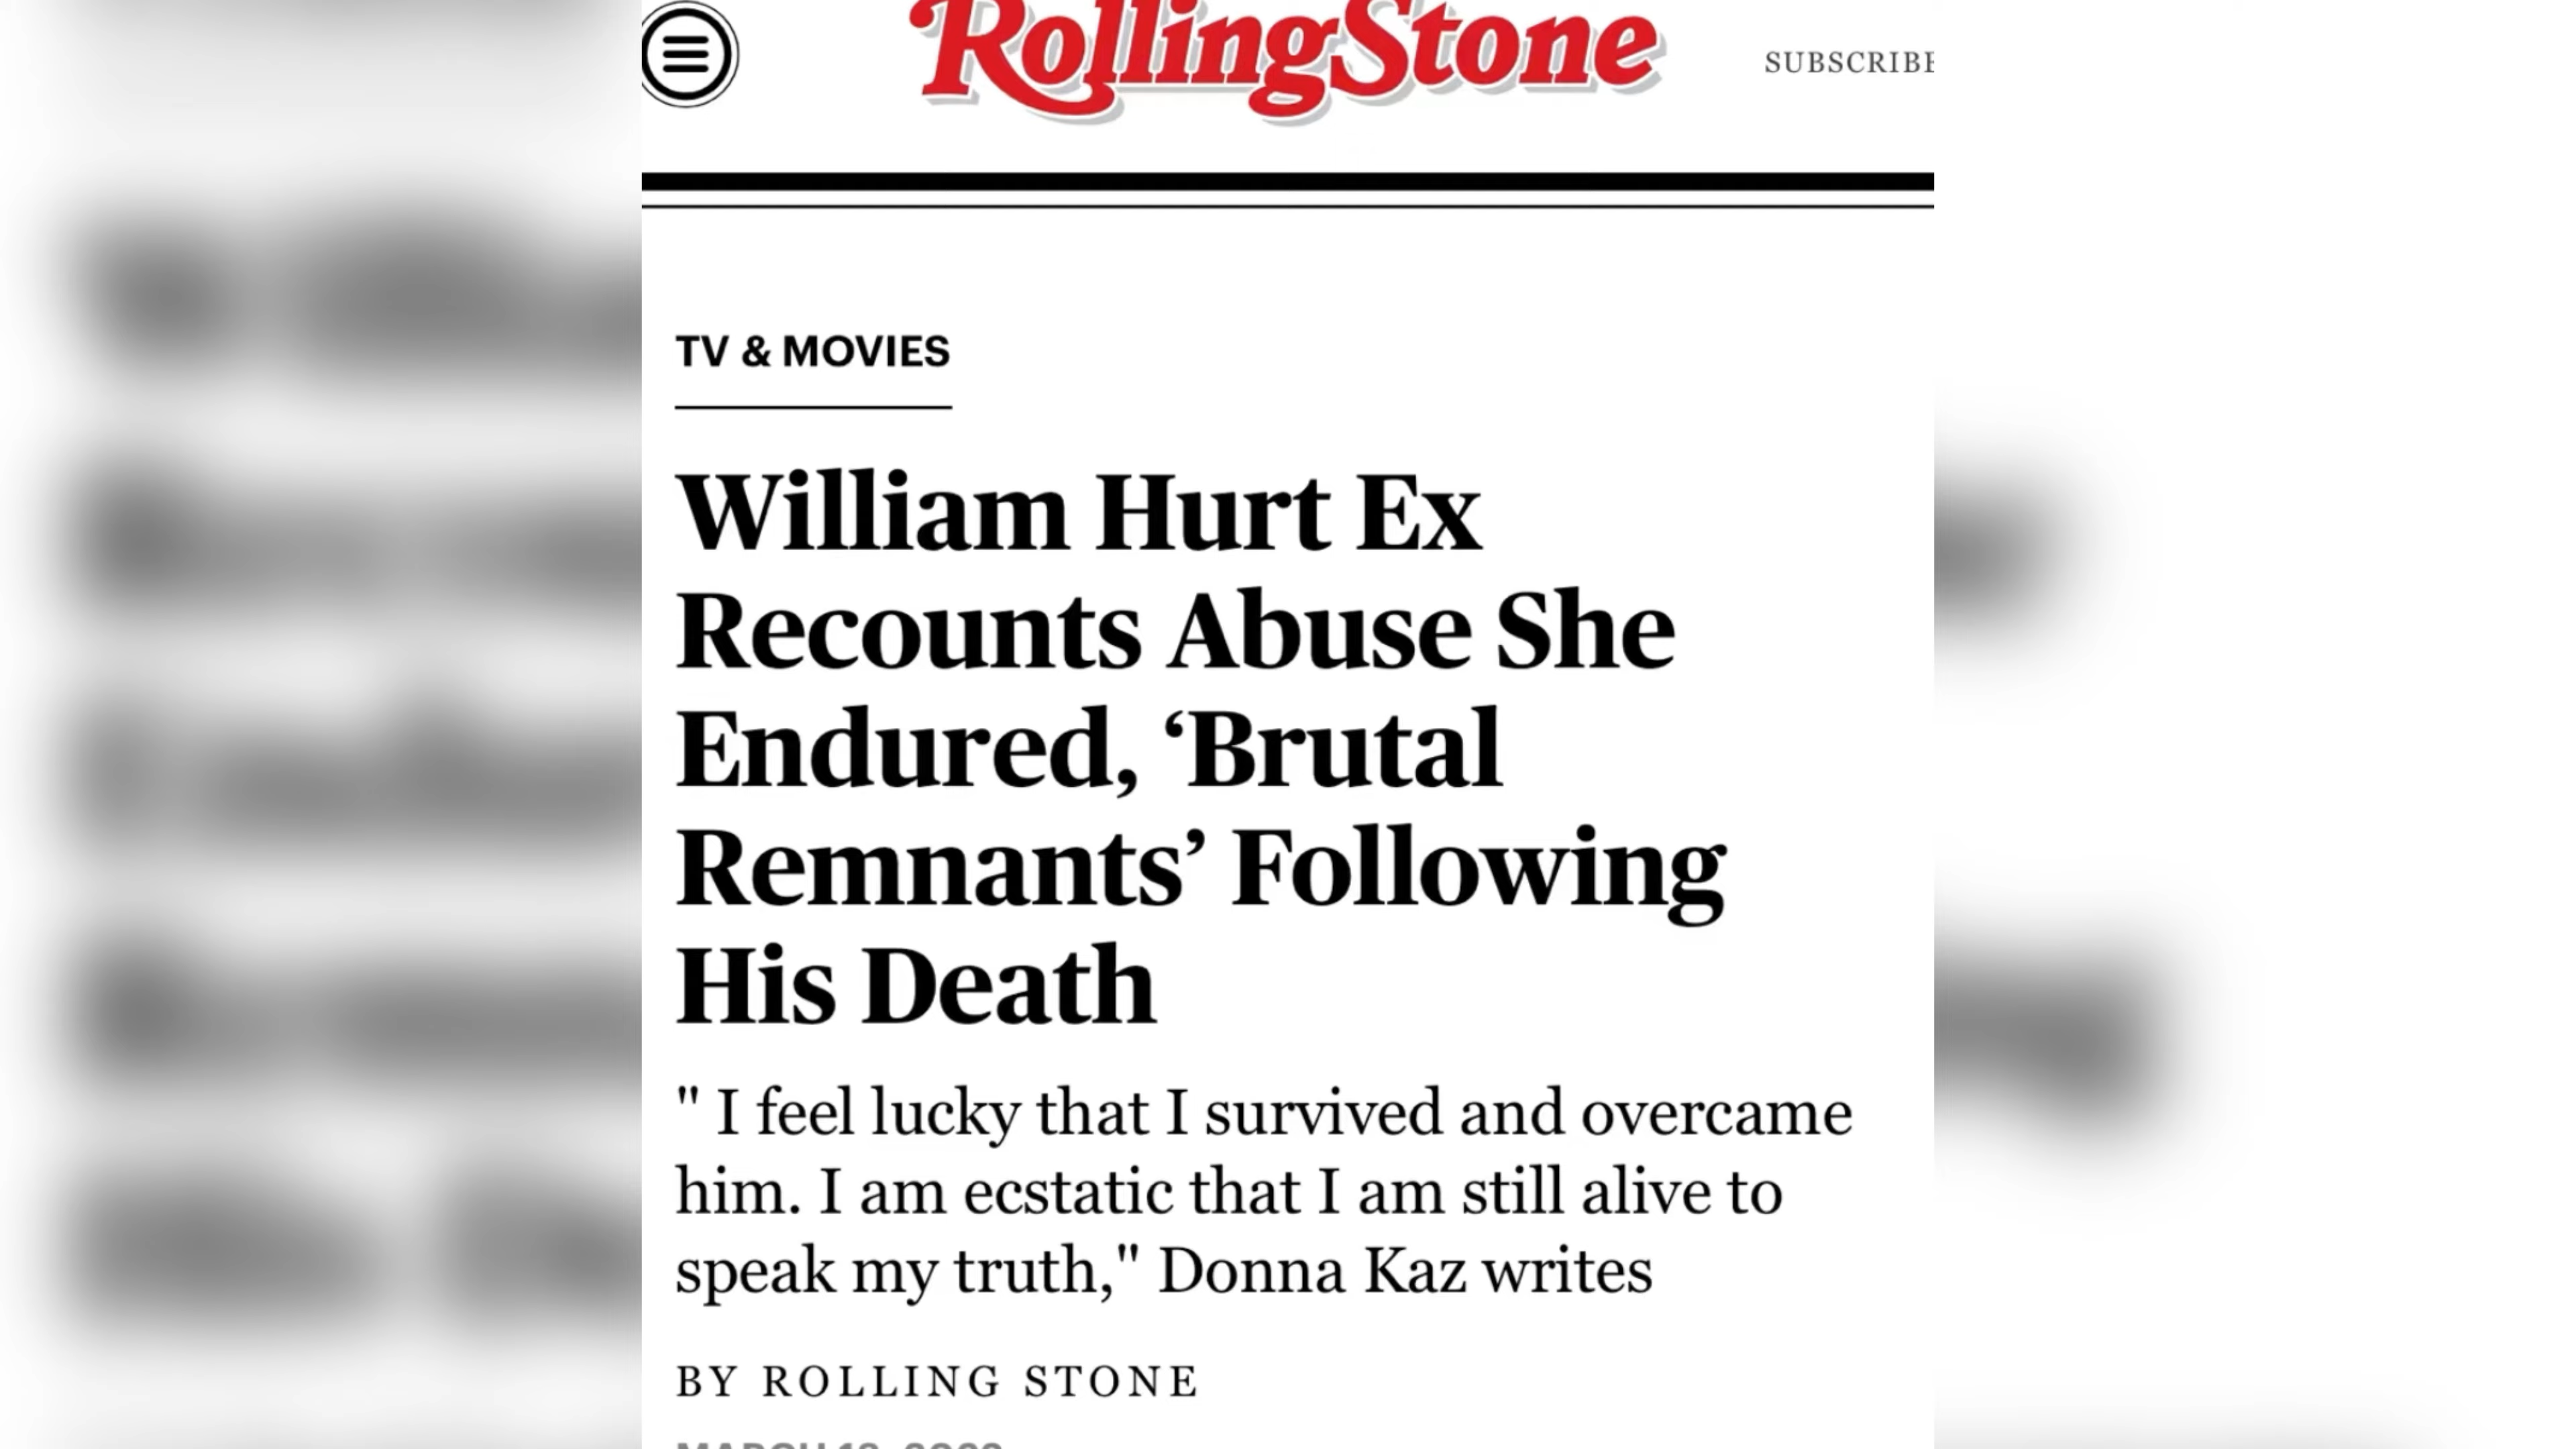 RollingStone
SUBSCRIBE
TV & MOVIES
William Hurt Ex
Recounts Abuse She
Endured, ‘Brutal
Remnants’ Following
His Death
" I feel lucky that I survived and overcame
him. I am ecstatic that I am still alive to
speak my truth," Donna Kaz writes
BY ROLLING STONE
MARCH